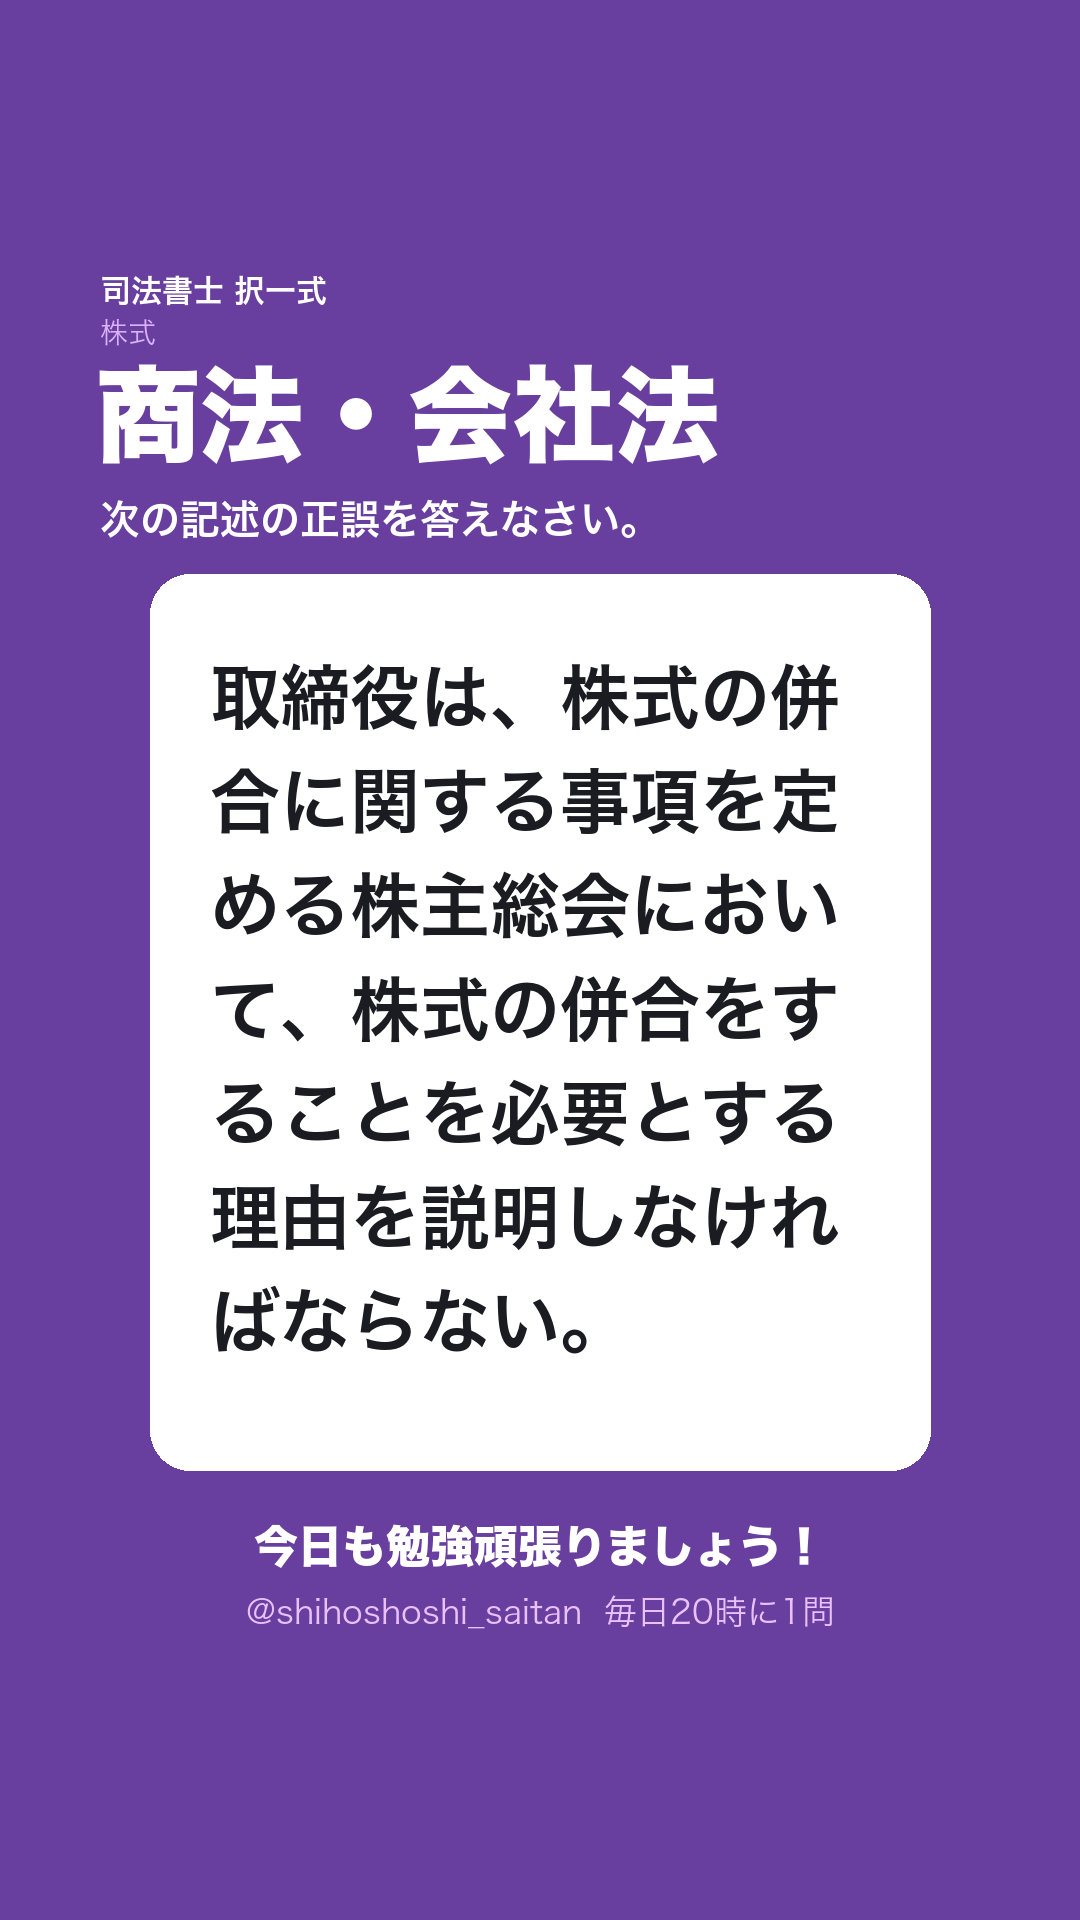 司法書士 択一式
株式
商法・会社法
次の記述の正誤を答えなさい。
取締役は、株式の併
合に関する事項を定
める株主総会におい
て、株式の併合をす
ることを必要とする
理由を説明しなけれ
ばならない。
今日も勉強頑張りましょう！
@shihoshoshi_saitan 毎日20時に1問